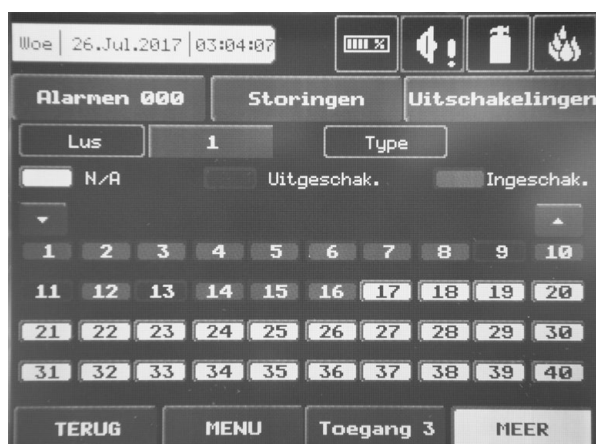 Woe 26.Jul.2017 03:04:07
Alarmen 000 Storingen Uitschakelingen
Lus 1 Type
N/A Uitgeschak. Ingeschak.
1 2 3 4 5 6 7 8 9 10
11 12 13 14 15 16 17 18 19 20
21 22 23 24 25 26 27 28 29 30
31 32 33 34 35 36 37 38 39 40
TERUG MENU Toegang 3 MEER